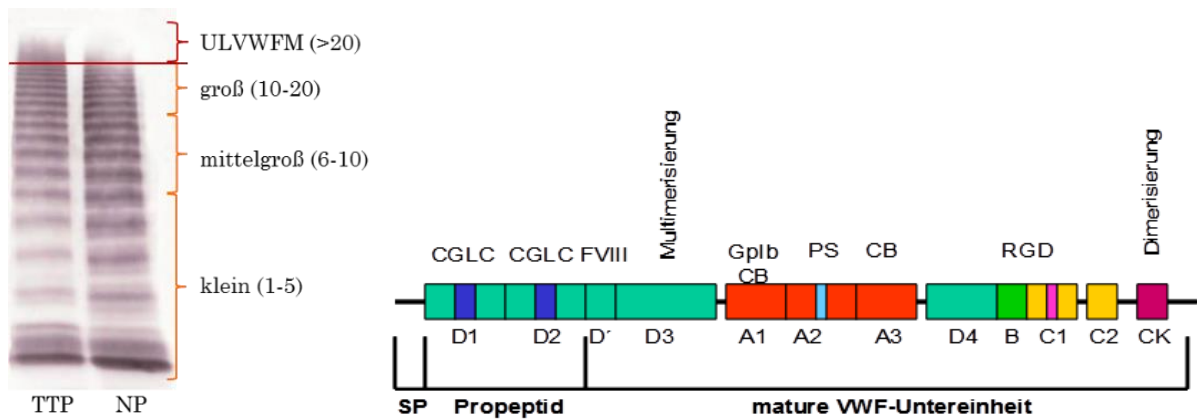 ULVWFM (>20)
groß (10-20)
mittelgroß (6-10)
klein (1-5)
TTP NP
Multimerisierung
Dimerisierung
CGLC CGLC FVIII GpIb PS CB RGD
CB
D1 D2 D´ D3 A1 A2 A3 D4 B C1 C2 CK
SP Propeptid mature VWF-Untereinheit